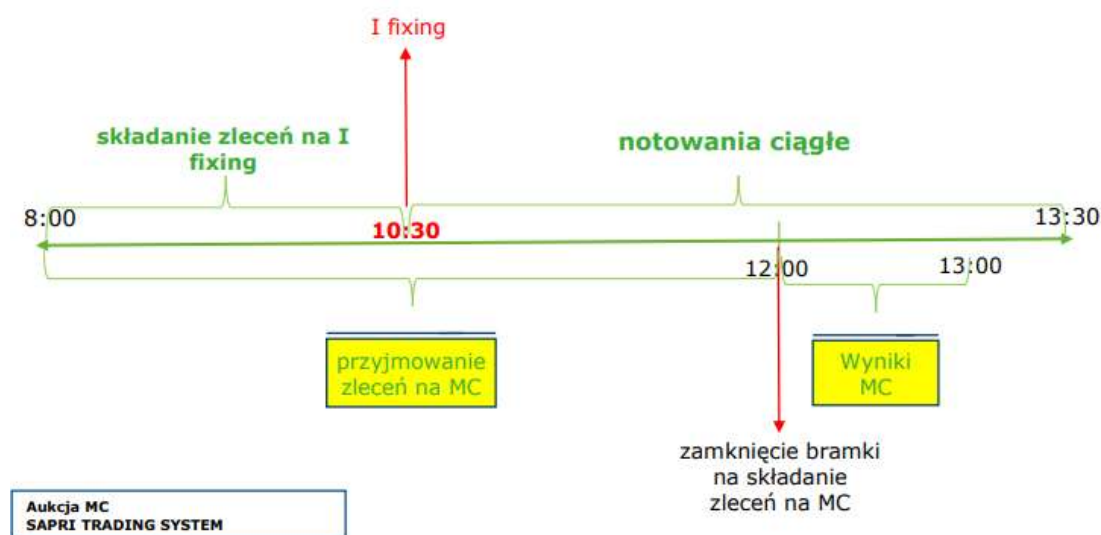 I fixing
składanie zleceń na I
fixing
notowania ciągłe
8:00
10:30
13:30
12:00
13:00
przyjmowanie
zleceń na MC
Wyniki
MC
zamknięcie bramki
na składanie
zleceń na MC
Aukcja MC
SAPRI TRADING SYSTEM